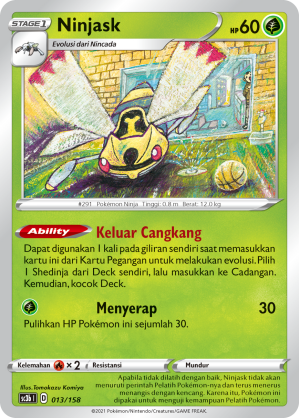 STAGE 1
Ninjask
HP 60
Evolusi dari Nincada
#291 Pokémon Ninja Tinggi: 0.8 m Berat: 12.0 kg
Ability Keluar Cangkang
Dapat digunakan 1 kali pada giliran sendiri saat memasukkan
kartu ini dari Kartu Pegangan untuk melakukan evolusi. Pilih
1 Shedinja dari Deck sendiri, lalu masukkan ke Cadangan.
Kemudian, kocok Deck.
Menyerap 30
Pulihkan HP Pokémon ini sejumlah 30.
Kelemahan × 2 Resistansi Mundur
Illus. Tomokazu Komiya
sc3b I D 013/158
Apabila tidak dilatih dengan baik, Ninjask tidak akan
menuruti perintah Pelatih Pokémon-nya dan terus menerus
menangis dengan kencang. Karena itu, Pokémon ini
dipakai untuk menguji kemampuan Pelatih Pokémon.
©2021 Pokémon/Nintendo/Creatures/GAME FREAK